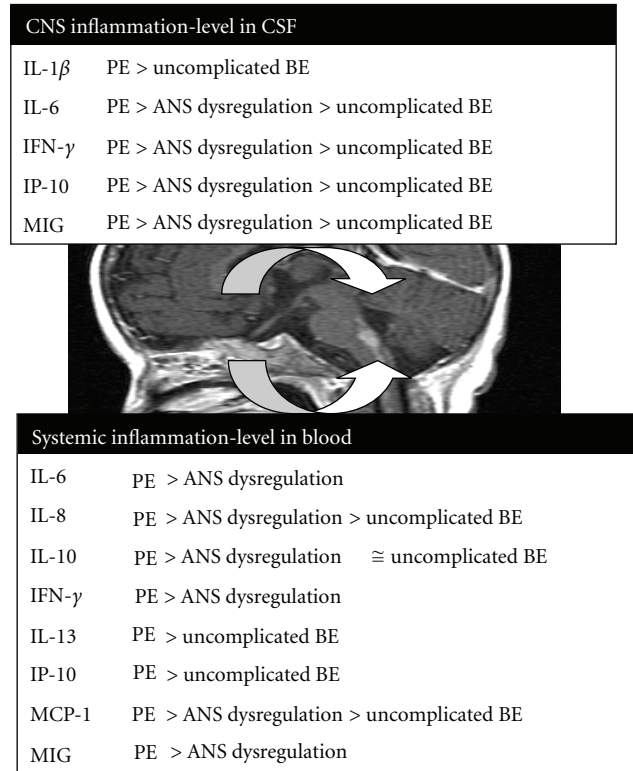 CNS inflammation-level in CSF
IL-1β PE > uncomplicated BE
IL-6 PE > ANS dysregulation > uncomplicated BE
IFN-γ PE > ANS dysregulation > uncomplicated BE
IP-10 PE > ANS dysregulation > uncomplicated BE
MIG PE > ANS dysregulation > uncomplicated BE
Systemic inflammation-level in blood
IL-6 PE > ANS dysregulation
IL-8 PE > ANS dysregulation > uncomplicated BE
IL-10 PE > ANS dysregulation ≅ uncomplicated BE
IFN-γ PE > ANS dysregulation
IL-13 PE > uncomplicated BE
IP-10 PE > uncomplicated BE
MCP-1 PE > ANS dysregulation > uncomplicated BE
MIG PE > ANS dysregulation